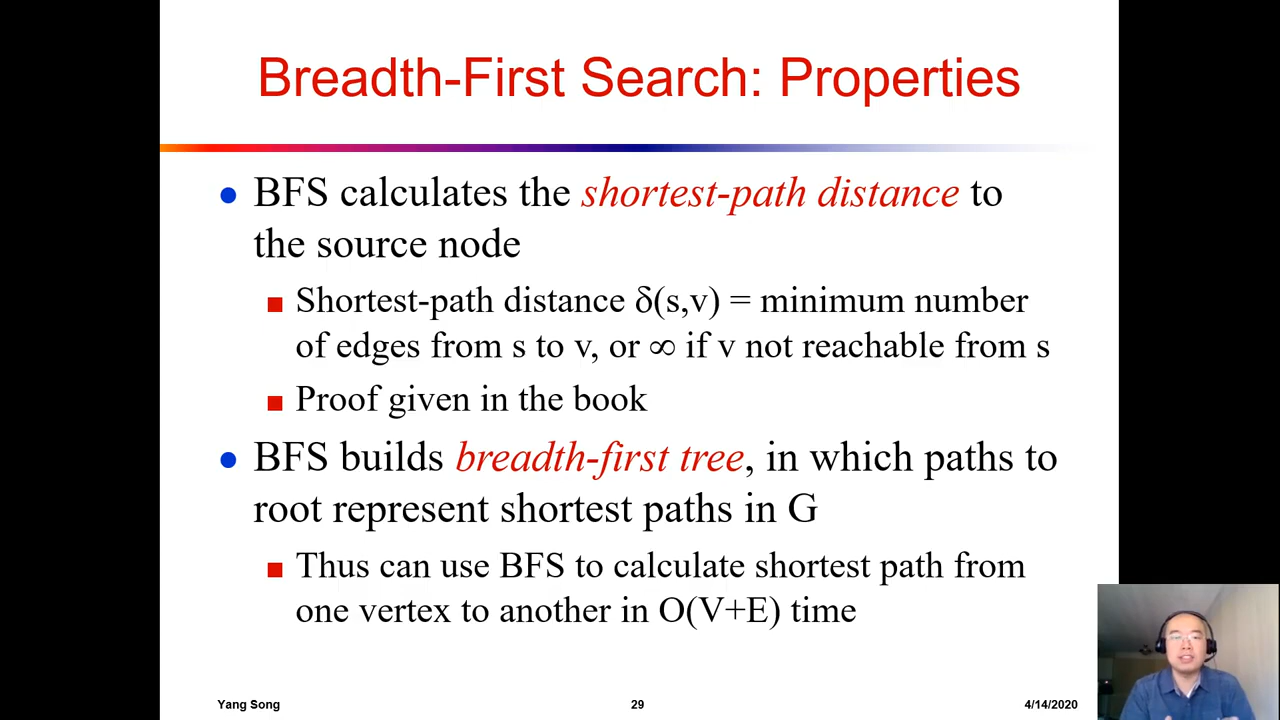 Breadth-First Search: Properties
BFS calculates the shortest-path distance to
the source node
Shortest-path distance δ(s,v) = minimum number
of edges from s to v, or ∞ if v not reachable from s
Proof given in the book
BFS builds breadth-first tree, in which paths to
root represent shortest paths in G
Thus can use BFS to calculate shortest path from
one vertex to another in O(V+E) time
Yang Song
29
4/14/2020